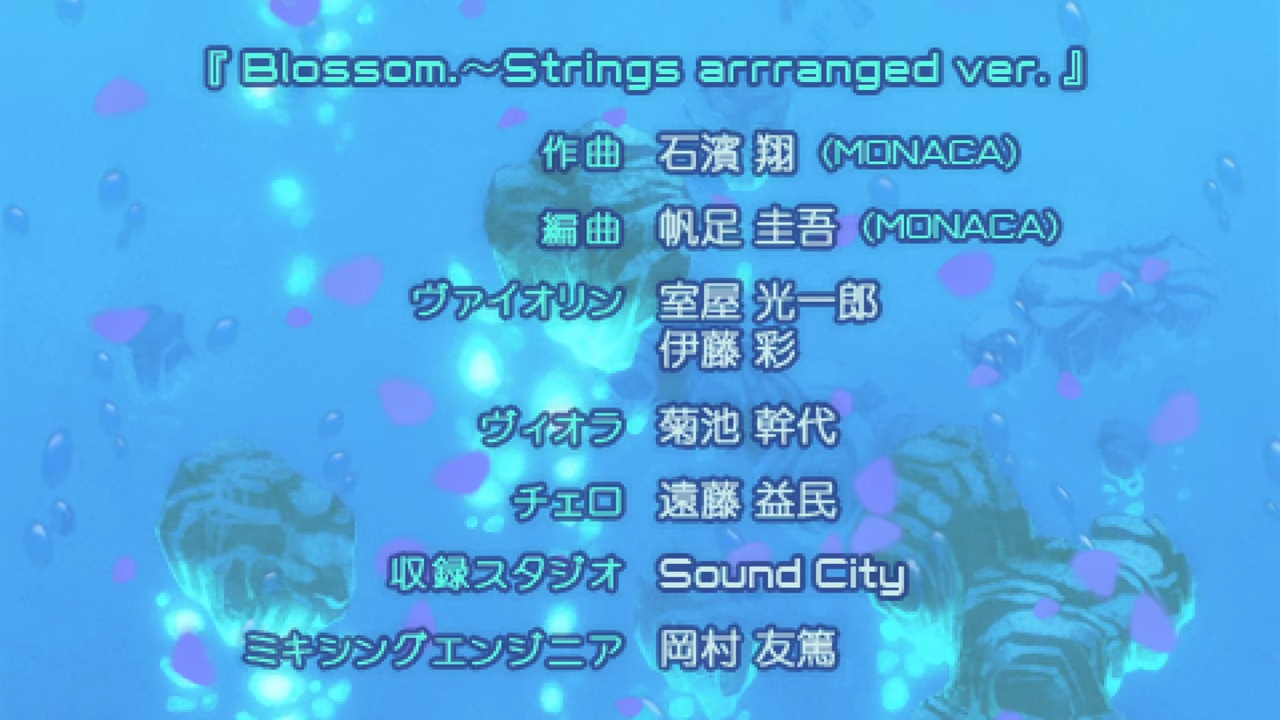 『Blossom.～Strings arrranged ver.』
作曲 石濱 翔 (MONACA)
編曲 帆足 圭吾 (MONACA)
ヴァイオリン 室屋 光一郎
伊藤 彩
ヴィオラ 菊池 幹代
チェロ 遠藤 益民
収録スタジオ Sound City
ミキシングエンジニア 岡村 友篤